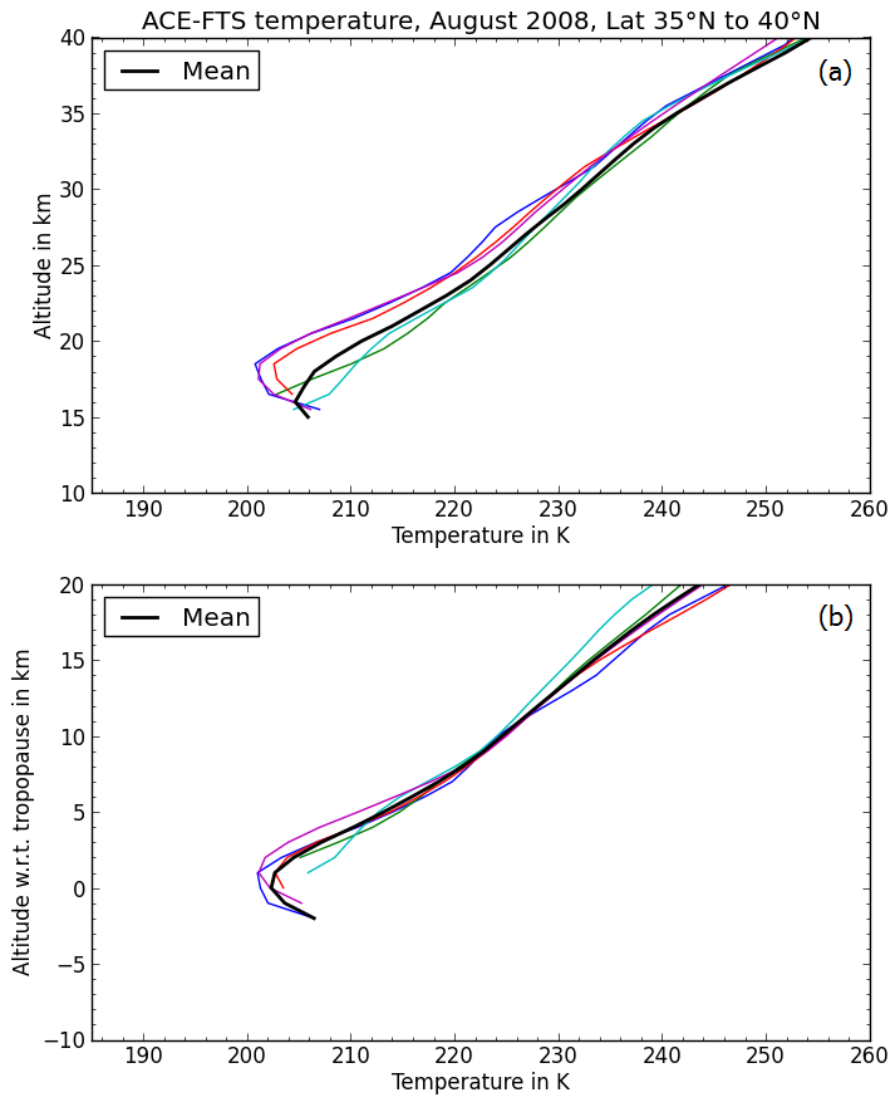 ACE-FTS temperature, August 2008, Lat 35°N to 40°N
Mean
(a)
40
35
30
25
20
15
10
Altitude in km
190 200 210 220 230 240 250 260
Temperature in K
Mean
(b)
20
15
10
5
0
−5
−10
Altitude w.r.t. tropopause in km
190 200 210 220 230 240 250 260
Temperature in K